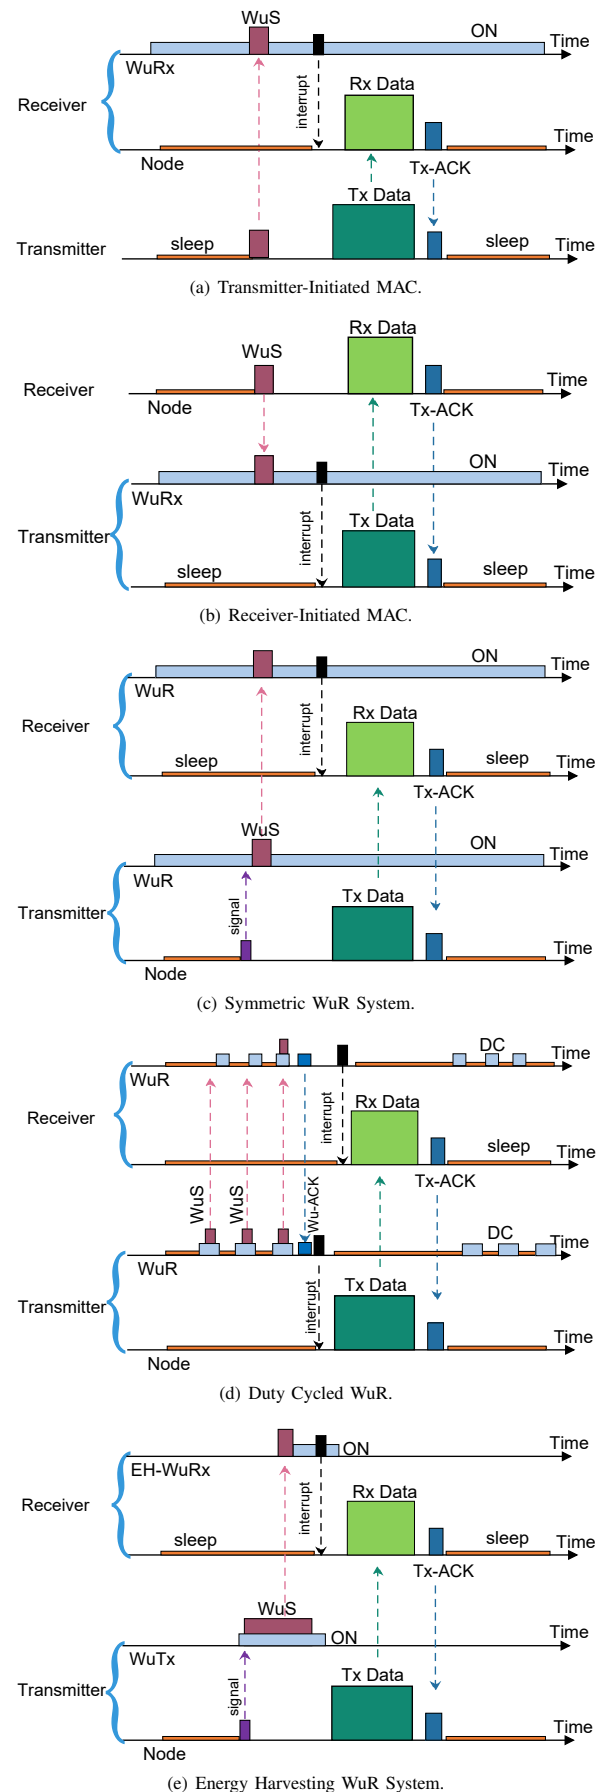 WuS
ON
Time
WuRx
Receiver
interrupt
Rx Data
Time
Node
Tx-ACK
Tx Data
Transmitter
sleep
sleep
Time
(a) Transmitter-Initiated MAC.
Rx Data
WuS
Receiver
Time
Node
Tx-ACK
ON
Time
WuRx
Transmitter
interrupt
Tx Data
sleep
sleep
Time
(b) Receiver-Initiated MAC.
ON
Time
WuR
Receiver
interrupt
Rx Data
sleep
sleep
Time
Tx-ACK
WuS
ON
Time
WuR
Transmitter
signal
Tx Data
Time
Node
(c) Symmetric WuR System.
DC
Time
WuR
Receiver
interrupt
Rx Data
sleep
Time
Tx-ACK
WuS
WuS
Wu-ACK
DC
Time
WuR
Transmitter
interrupt
Tx Data
Time
Node
(d) Duty Cycled WuR.
ON
Time
EH-WuRx
Receiver
interrupt
Rx Data
sleep
sleep
Time
Tx-ACK
WuS
ON
Time
WuTx
Transmitter
signal
Tx Data
Time
Node
(e) Energy Harvesting WuR System.